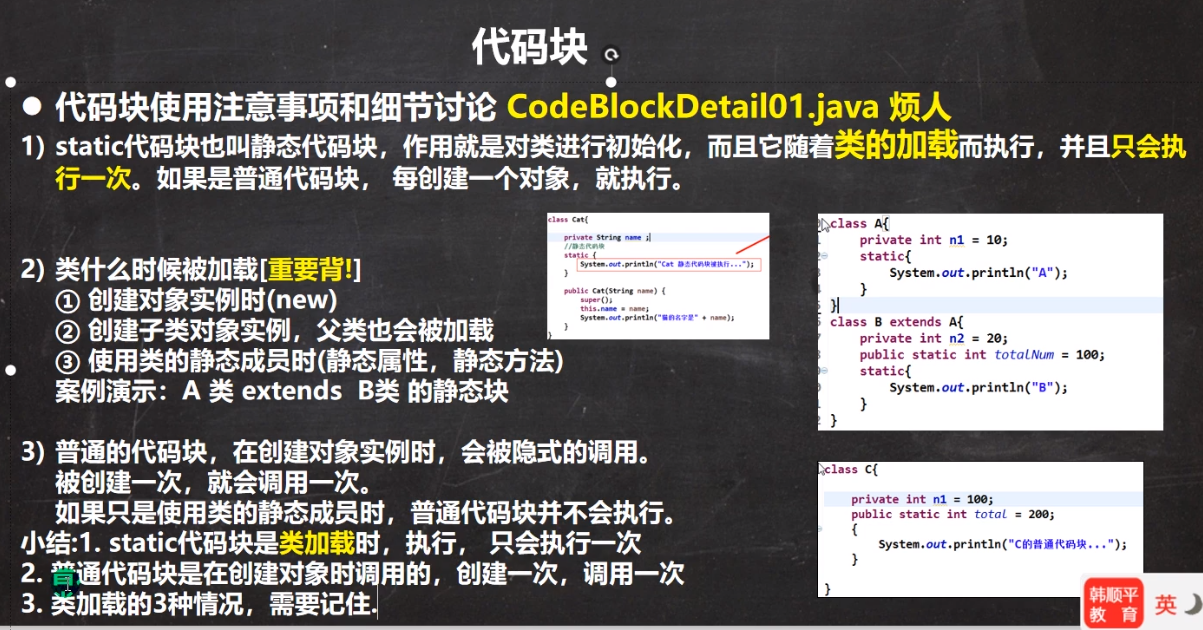 代码块
● 代码块使用注意事项和细节讨论 CodeBlockDetail01.java 烦人
1) static代码块也叫静态代码块，作用就是对类进行初始化，而且它随着类的加载而执行，并且只会执
行一次。如果是普通代码块， 每创建一个对象，就执行。
2) 类什么时候被加载[重要背!]
① 创建对象实例时(new)
② 创建子类对象实例，父类也会被加载
③ 使用类的静态成员时(静态属性，静态方法)
案例演示：A 类 extends B类 的静态块
3) 普通的代码块，在创建对象实例时，会被隐式的调用。
被创建一次，就会调用一次。
如果只是使用类的静态成员时，普通代码块并不会执行。
小结:1. static代码块是类加载时，执行， 只会执行一次
2. 普通代码块是在创建对象时调用的，创建一次，调用一次
3. 类加载的3种情况，需要记住.
class Cat{
private String name ;
//静态代码块
static {
System.out.println("Cat 静态代码块被执行...");
}
public Cat(String name) {
super();
this.name = name;
System.out.println("猫的名字是" + name);
}
}
class A{
private int n1 = 10;
static{
System.out.println("A");
}
}
class B extends A{
private int n2 = 20;
public static int totalNum = 100;
static{
System.out.println("B");
}
}
class C{
private int n1 = 100;
public static int total = 200;
{
System.out.println("C的普通代码块...");
}
}
韩顺平
教 育
英